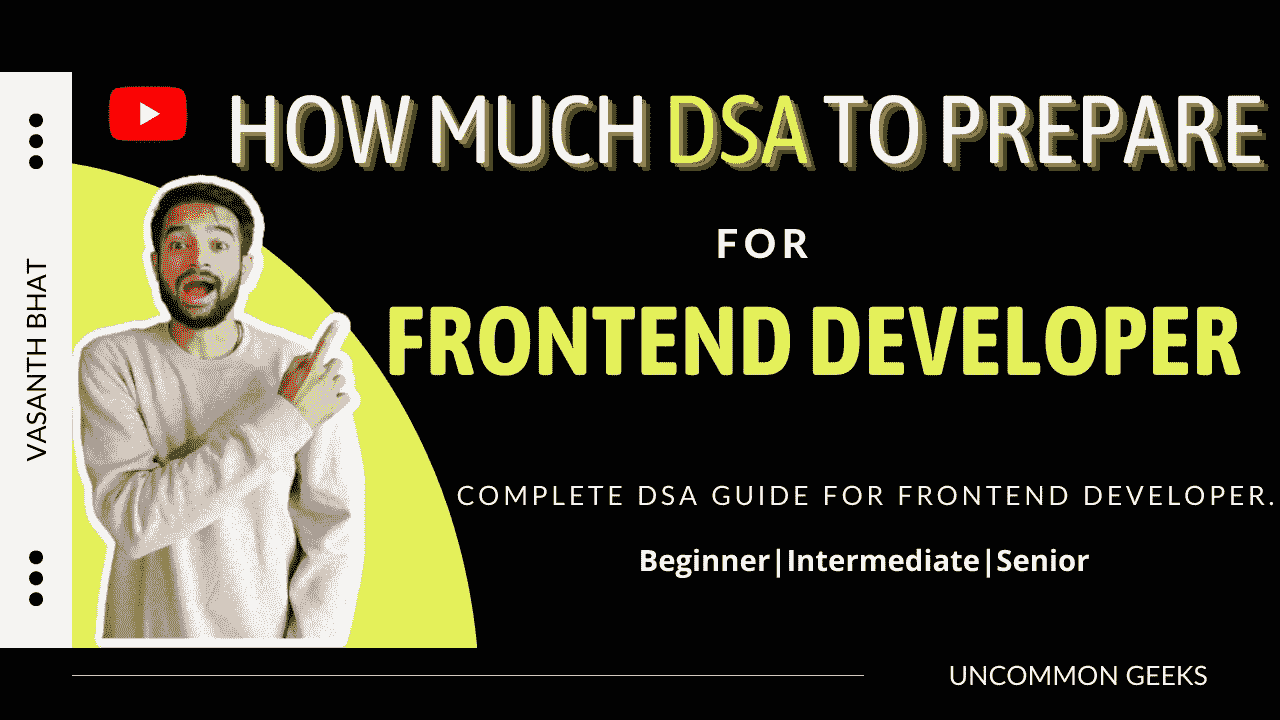 HOW MUCH DSA TO PREPARE
FOR
FRONTEND DEVELOPER
VASANTH BHAT
COMPLETE DSA GUIDE FOR FRONTEND DEVELOPER.
Beginner|Intermediate|Senior
UNCOMMON GEEKS